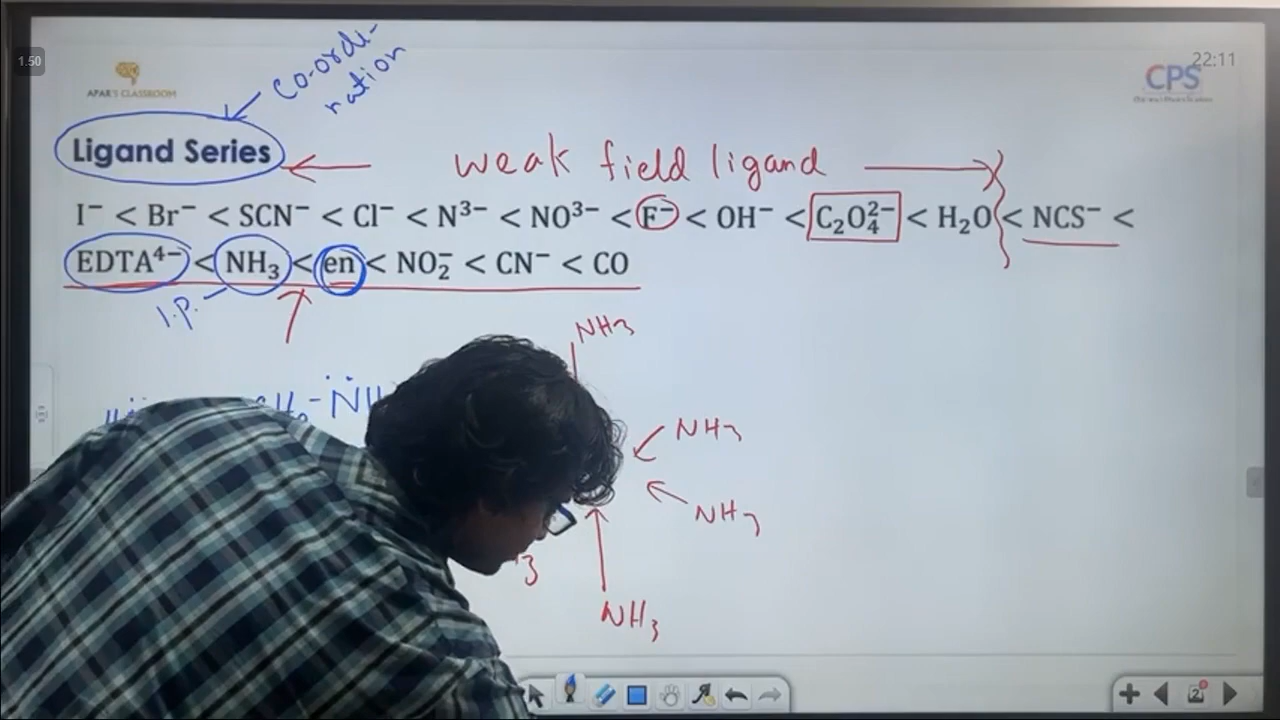 1.50
22:11
APAR'S CLASSROOM
CPS
Co-ordi-
nation
Ligand Series
weak field ligand
I⁻ < Br⁻ < SCN⁻ < Cl⁻ < N³⁻ < NO³⁻ < F⁻ < OH⁻ < C₂O₄²⁻ < H₂O < NCS⁻ <
EDTA⁴⁻ < NH₃ < en < NO₂⁻ < CN⁻ < CO
l.p.
NH₃
NH₃
NH₃
3
NH₃
2